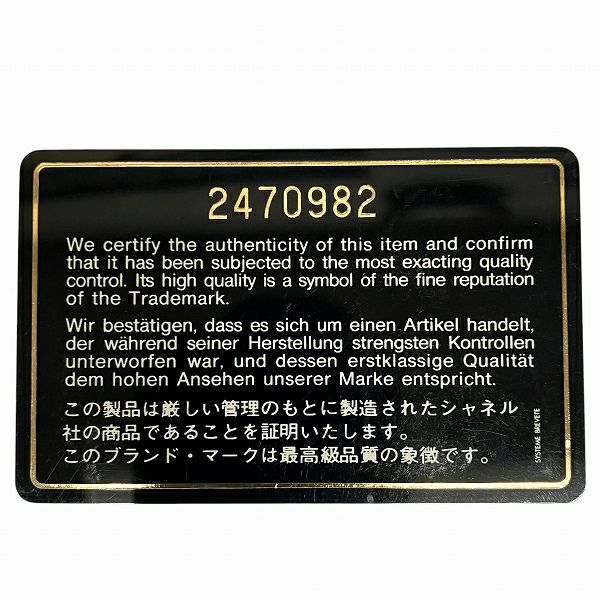 2470982
We certify the authenticity of this item and confirm
that it has been subjected to the most exacting quality
control. Its high quality is a symbol of the fine reputation
of the Trademark.
Wir bestätigen, dass es sich um einen Artikel handelt,
der während seiner Herstellung strengsten Kontrollen
unterworfen war, und dessen erstklassige Qualität
dem hohen Ansehen unserer Marke entspricht.
この製品は厳しい管理のもとに製造されたシャネル
社の商品であることを証明いたします。
このブランド・マークは最高級品質の象徴です。
SYSTEME BREVETE